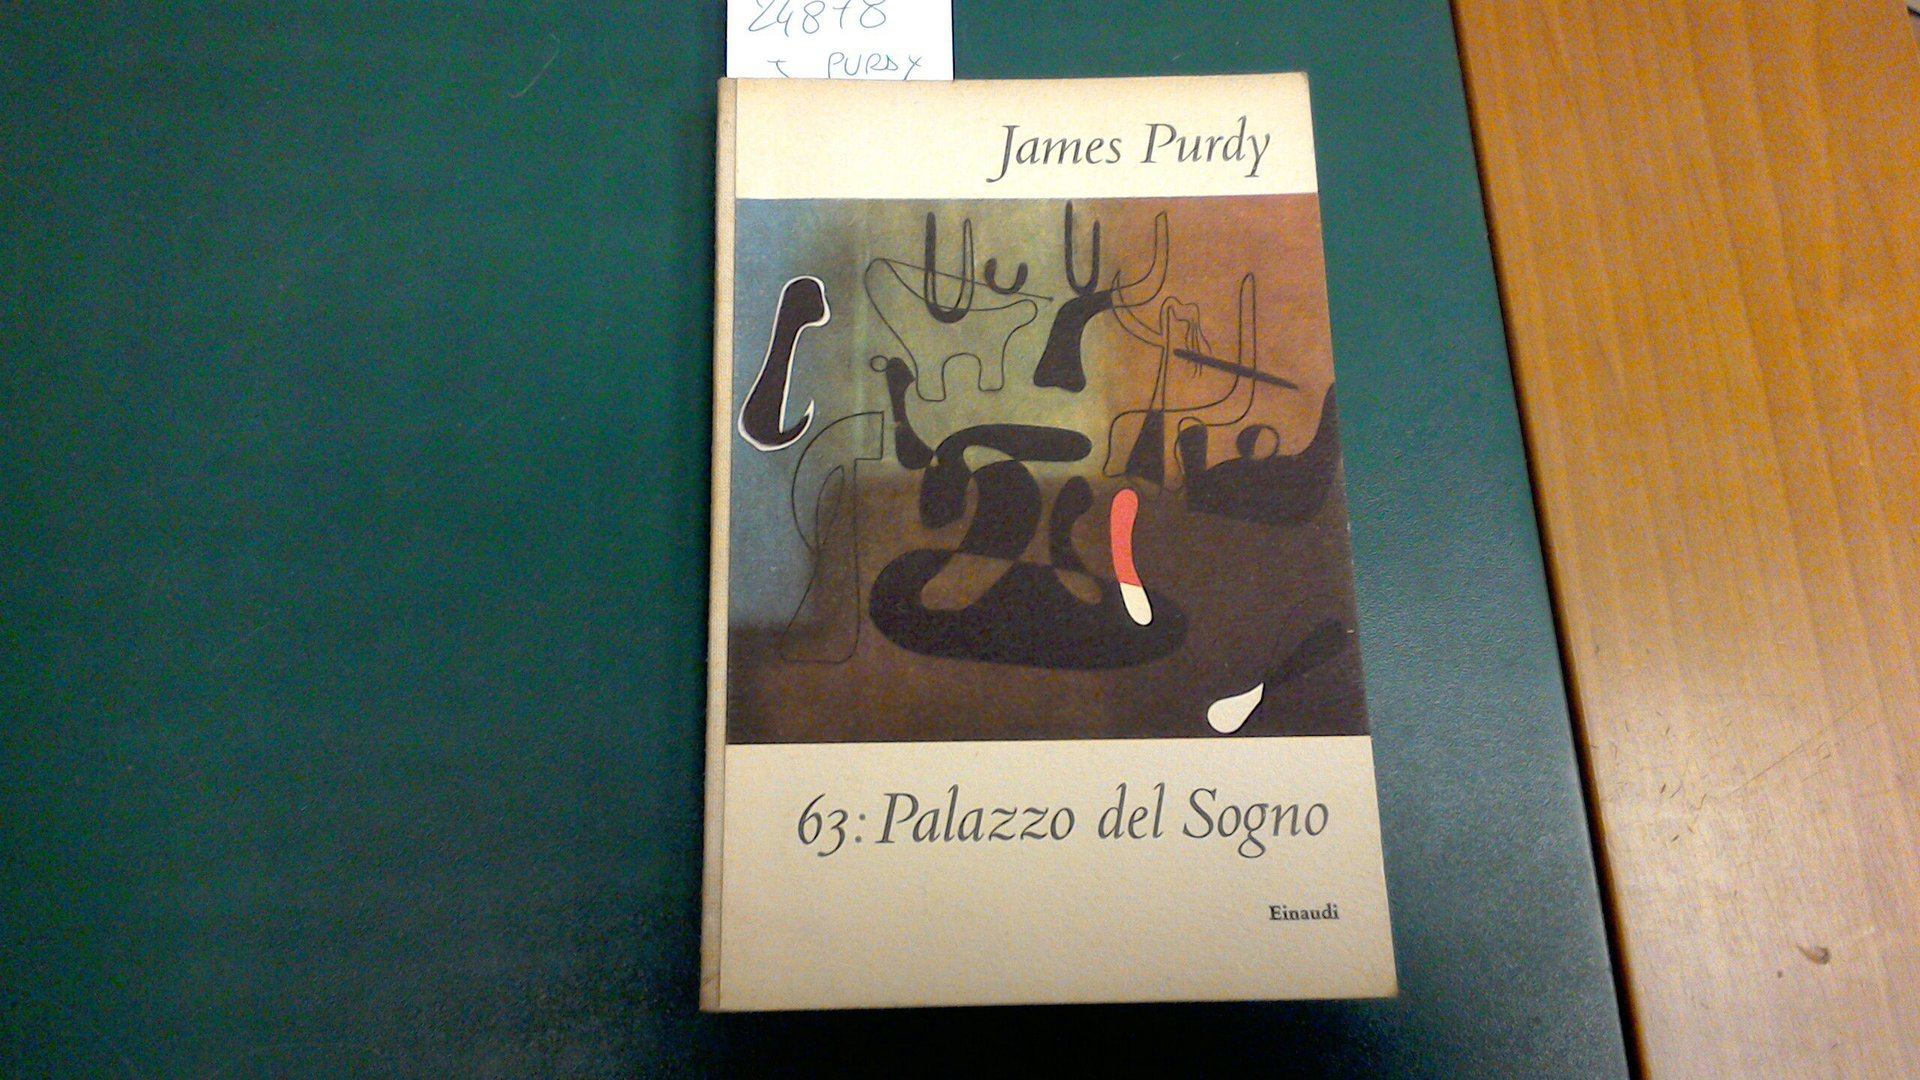 24878
J PURDY
James Purdy
63: Palazzo del Sogno
Einaudi